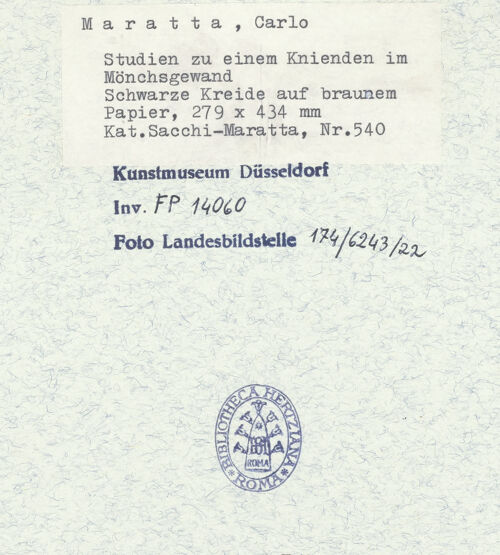 M a r a t t a , Carlo
Studien zu einem Knienden im
Mönchsgewand
Schwarze Kreide auf braunem
Papier, 279 x 434 mm
Kat.Sacchi-Maratta, Nr.540
Kunstmuseum Düsseldorf
Inv. FP 14060
Foto Landesbildstelle 174/6243/22
BIBLIOTHECA HERTZIANA
ROMA
ROMA